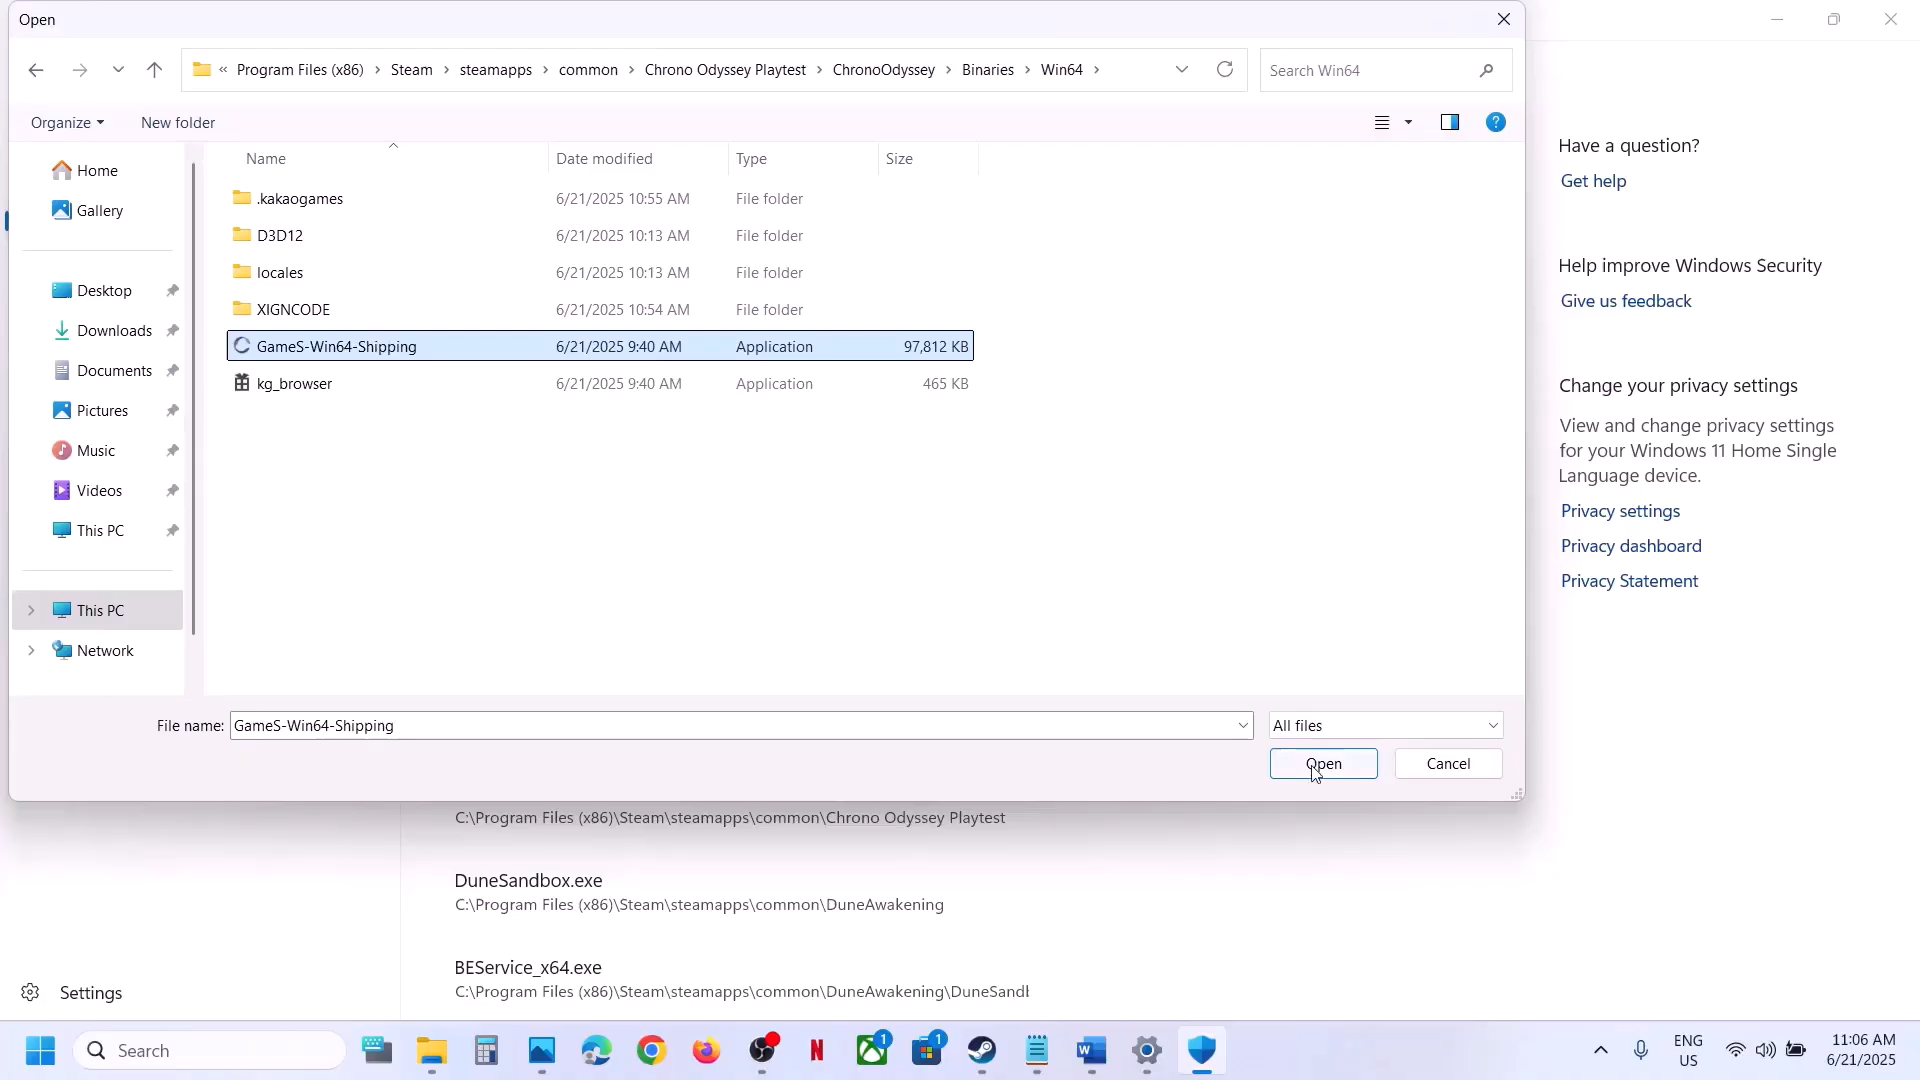 Open
« Program Files (x86) > Steam > steamapps > common > Chrono Odyssey Playtest > ChronoOdyssey > Binaries > Win64 >
Search Win64
Organize
New folder
Name Date modified Type Size
Home
Gallery
Desktop
Downloads
Documents
Pictures
Music
Videos
This PC
This PC
Network
.kakaogames 6/21/2025 10:55 AM File folder
D3D12 6/21/2025 10:13 AM File folder
locales 6/21/2025 10:13 AM File folder
XIGNCODE 6/21/2025 10:54 AM File folder
GameS-Win64-Shipping 6/21/2025 9:40 AM Application 97,812 KB
kg_browser 6/21/2025 9:40 AM Application 465 KB
File name: GameS-Win64-Shipping
All files
Open
Cancel
Have a question?
Get help
Help improve Windows Security
Give us feedback
Change your privacy settings
View and change privacy settings
for your Windows 11 Home Single
Language device.
Privacy settings
Privacy dashboard
Privacy Statement
C:\Program Files (x86)\Steam\steamapps\common\Chrono Odyssey Playtest
DuneSandbox.exe
C:\Program Files (x86)\Steam\steamapps\common\DuneAwakening
BEService_x64.exe
C:\Program Files (x86)\Steam\steamapps\common\DuneAwakening\DuneSandb
Settings
Search
1
1
ENG
US
11:06 AM
6/21/2025